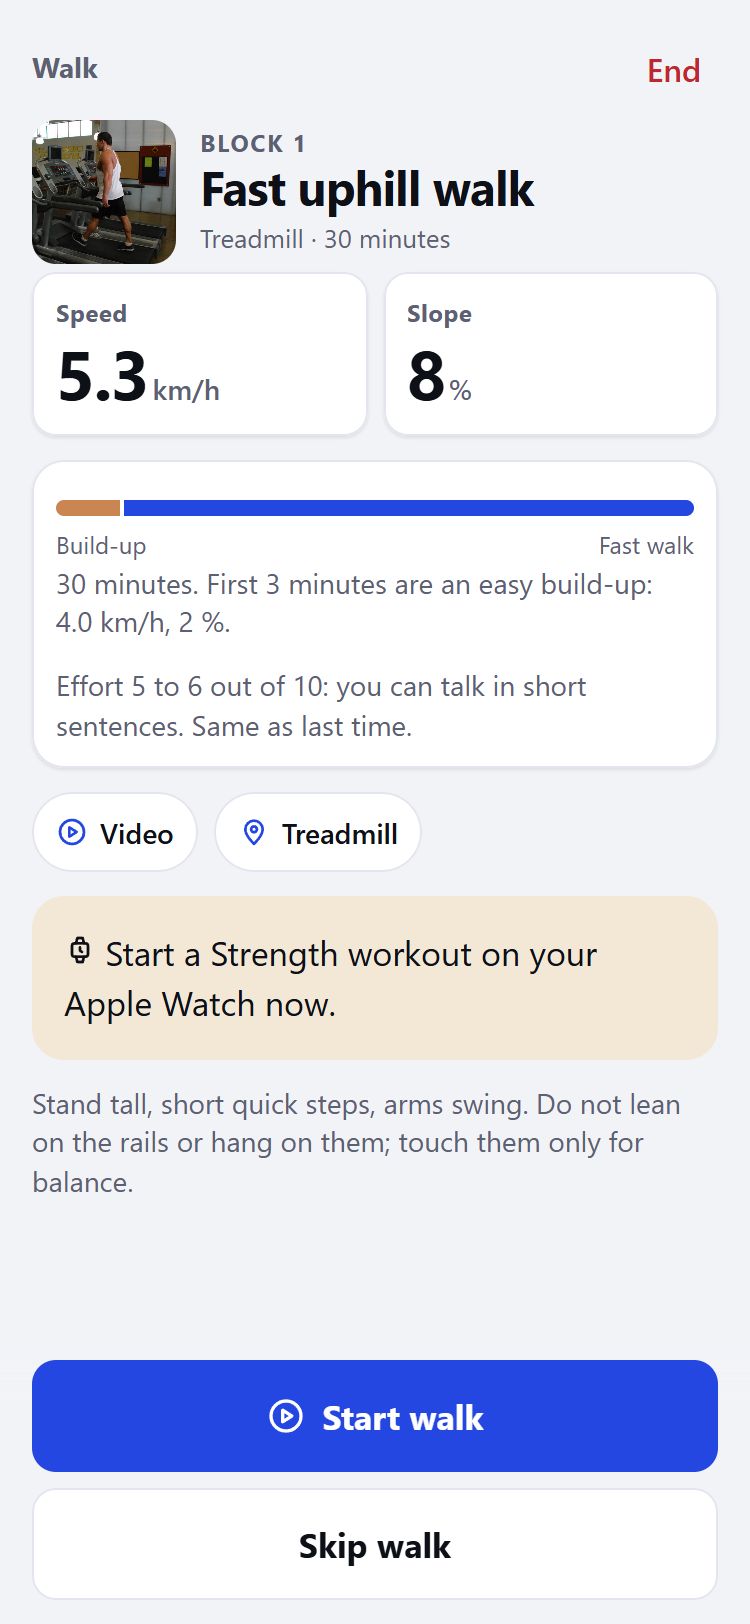 Walk
End
BLOCK 1
Fast uphill walk
Treadmill · 30 minutes
Speed
5.3 km/h
Slope
8 %
Build-up
Fast walk
30 minutes. First 3 minutes are an easy build-up:
4.0 km/h, 2 %.
Effort 5 to 6 out of 10: you can talk in short
sentences. Same as last time.
Video
Treadmill
Start a Strength workout on your
Apple Watch now.
Stand tall, short quick steps, arms swing. Do not lean
on the rails or hang on them; touch them only for
balance.
Start walk
Skip walk